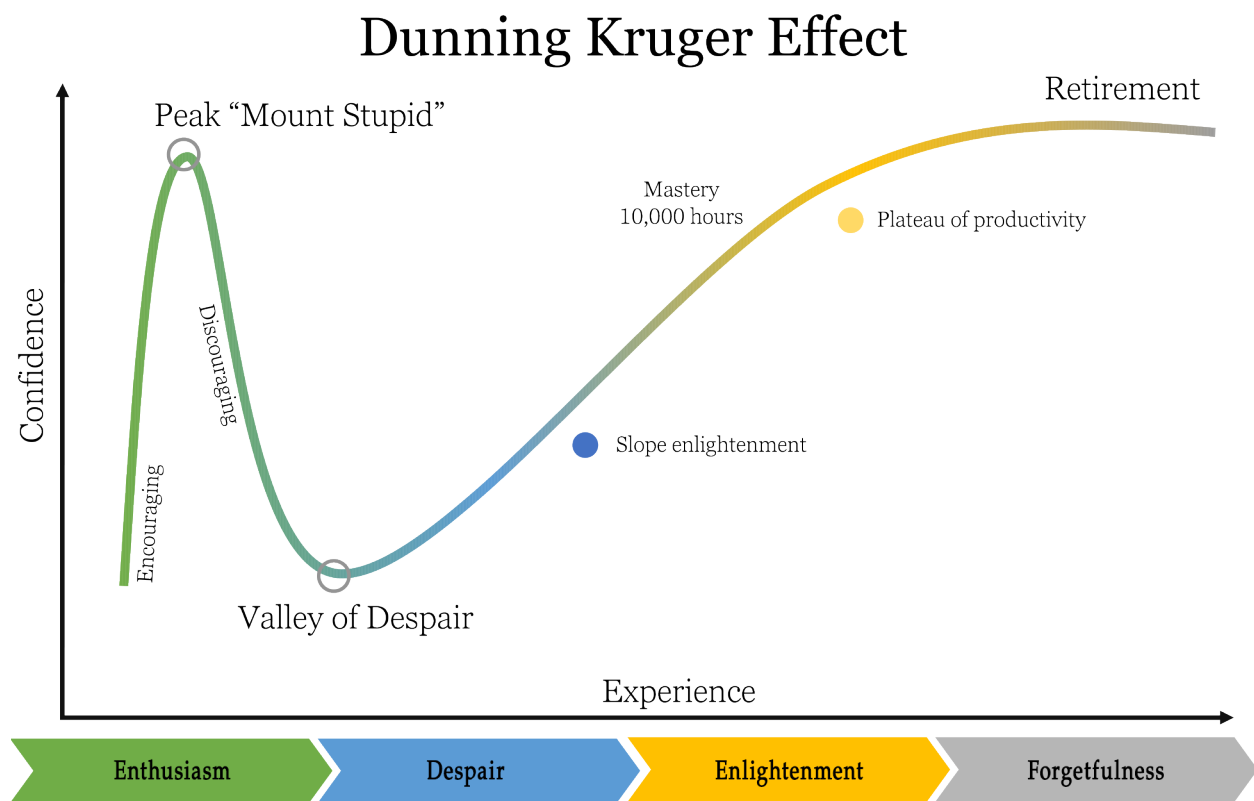 Dunning Kruger Effect
Peak “Mount Stupid”
Retirement
Mastery
10,000 hours
Plateau of productivity
Confidence
Discouraging
Encouraging
Slope enlightenment
Valley of Despair
Experience
Enthusiasm
Despair
Enlightenment
Forgetfulness